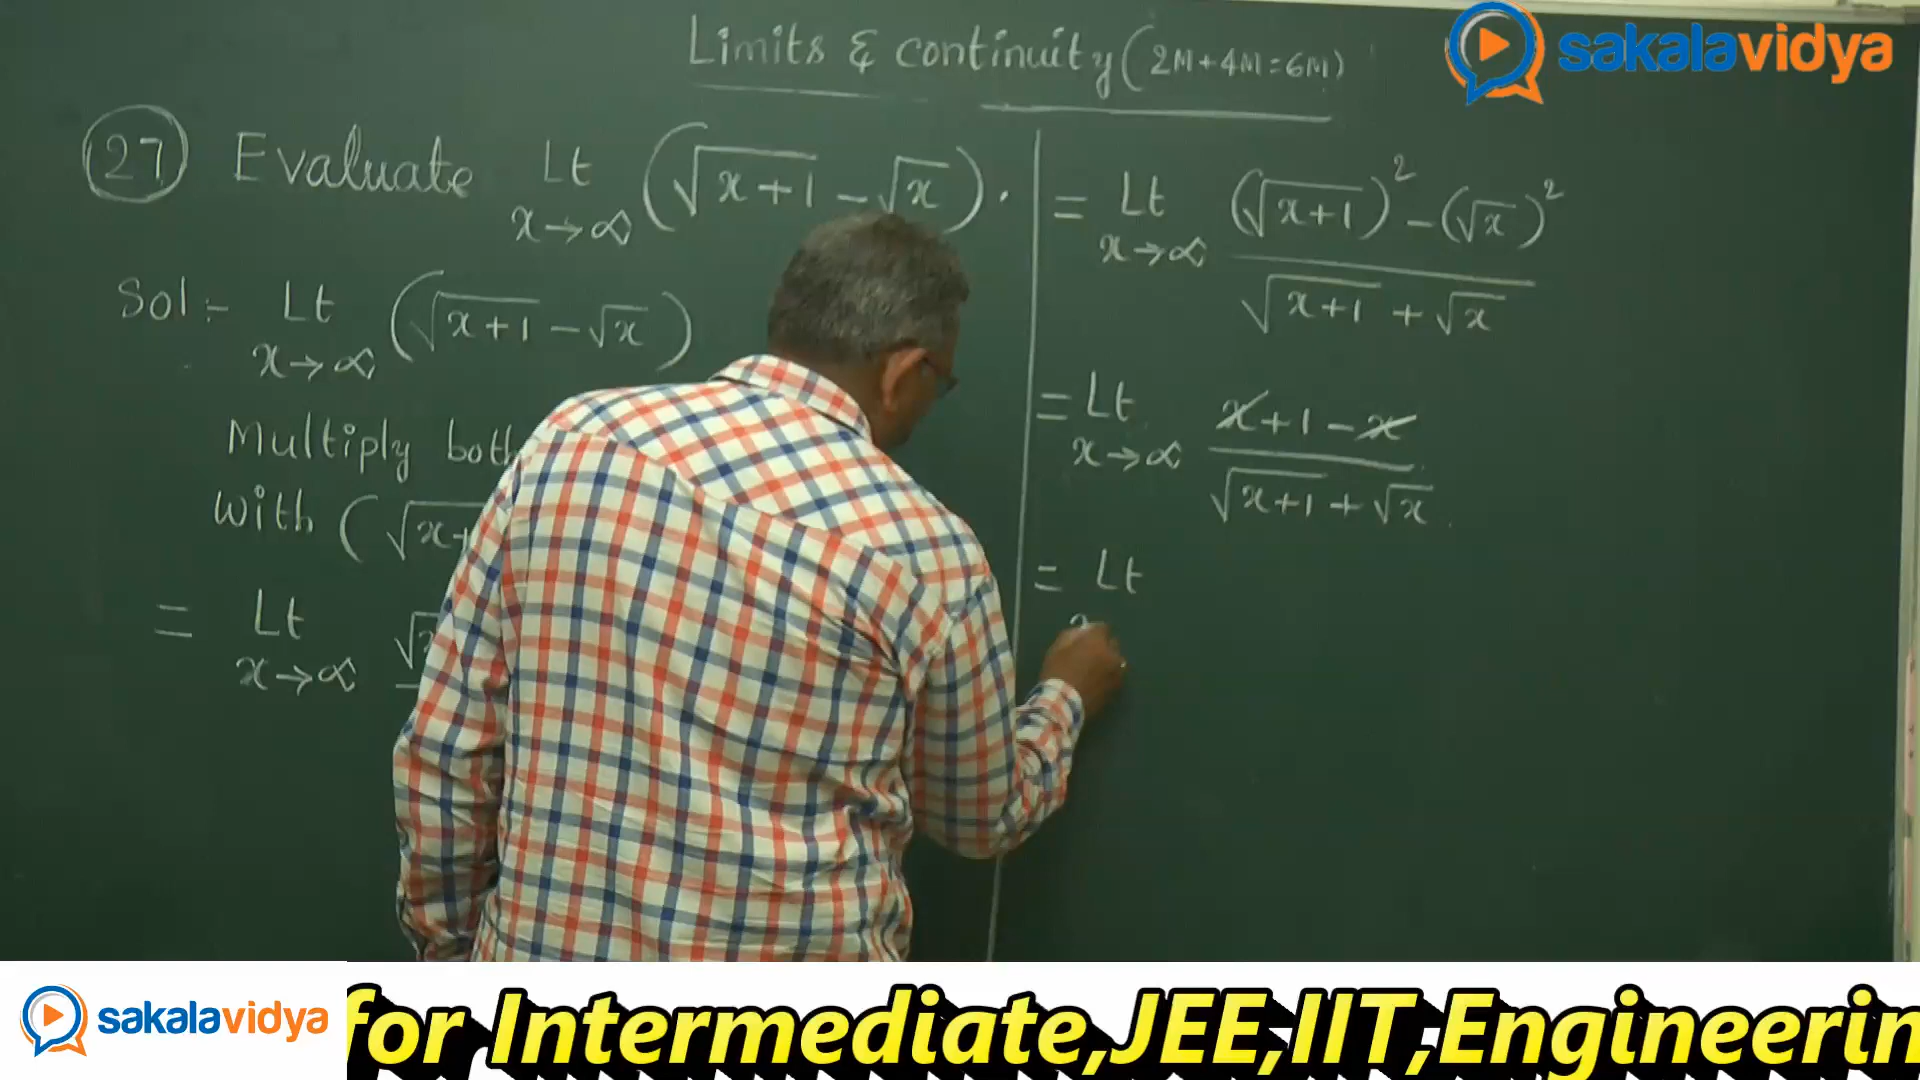 Limits & continuity (2M+4M=6M)
sakalavidya
27 Evaluate Lt x→∞ (√x+1 - √x).
Sol:- Lt x→∞ (√x+1 - √x)
Multiply both
With (√x+
= Lt x→∞
= Lt x→∞ (√x+1)² - (√x)² / √x+1 + √x
= Lt x→∞ x+1-x / √x+1 + √x
= Lt
sakalavidya for Intermediate,JEE,IIT,Engineerin